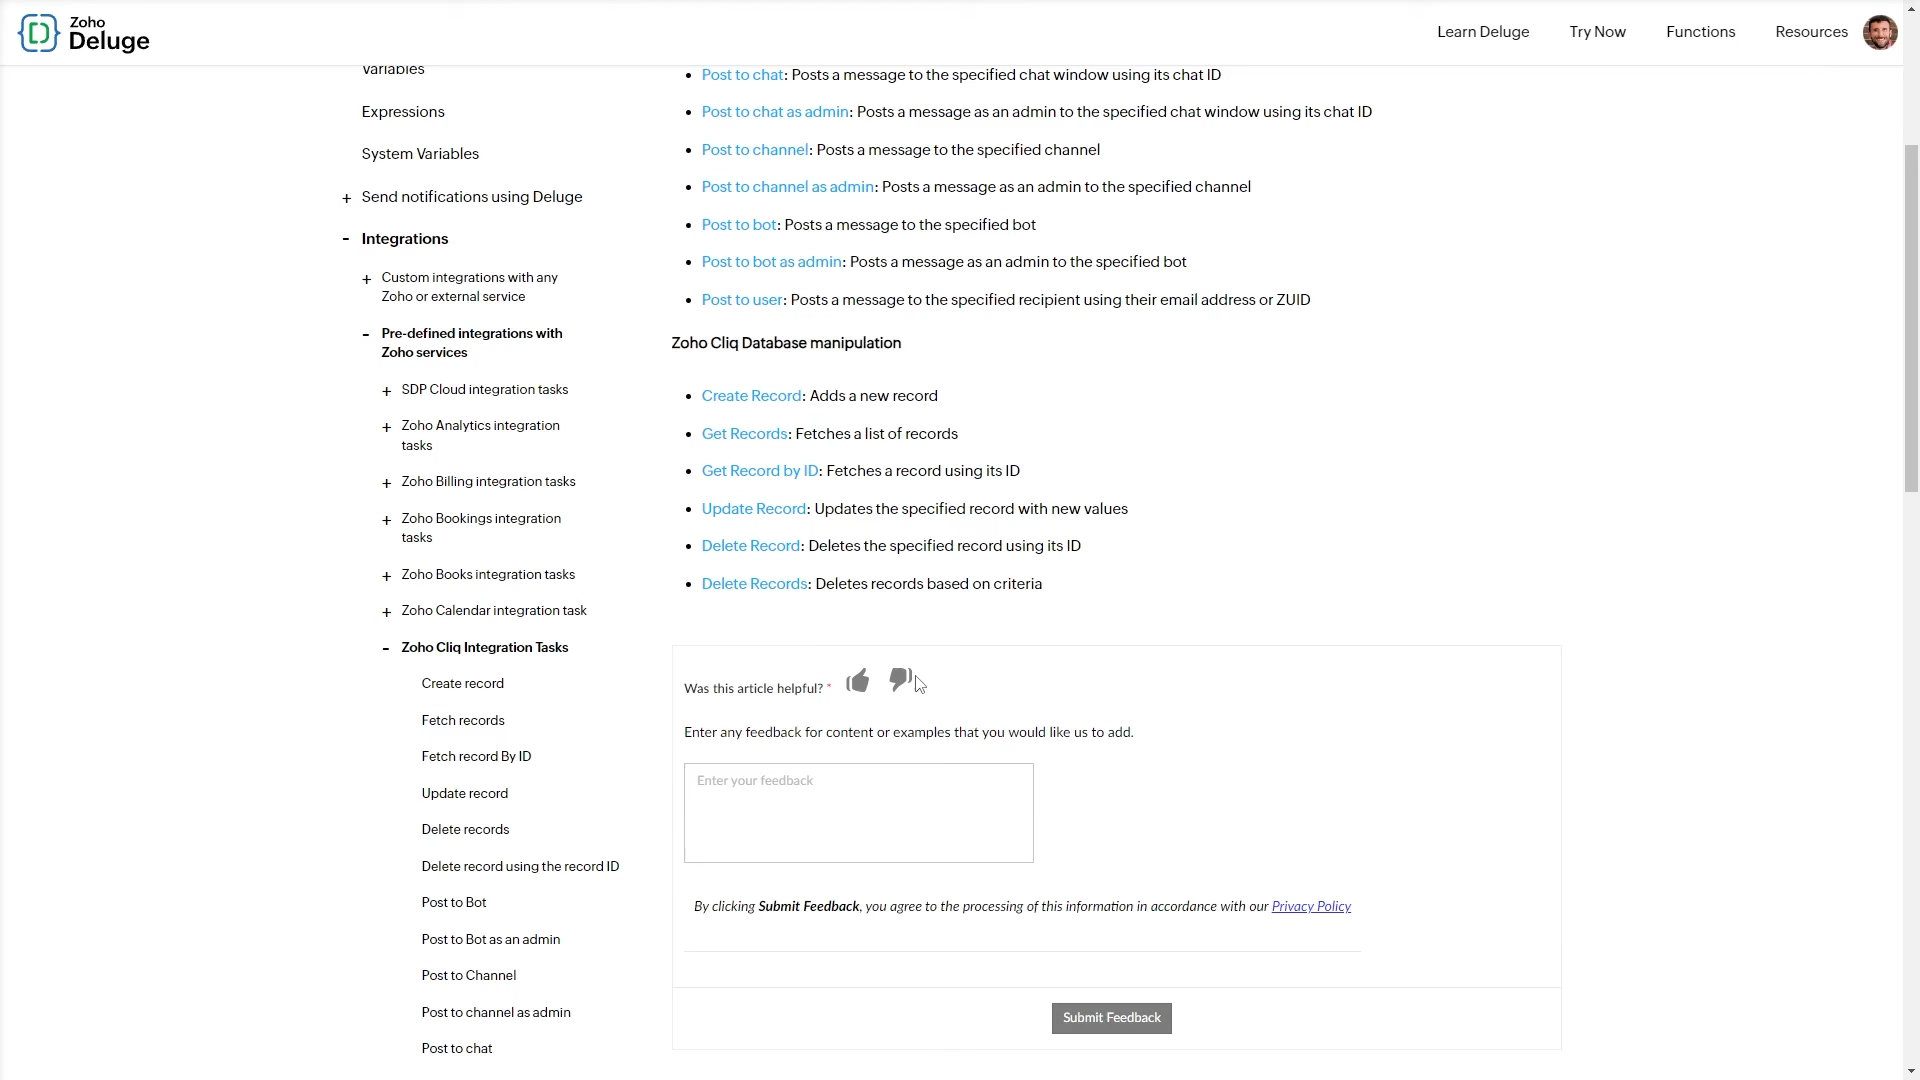 Zoho
Deluge
Learn Deluge
Try Now
Functions
Resources
Variables
Expressions
System Variables
+ Send notifications using Deluge
- Integrations
+ Custom integrations with any
Zoho or external service
- Pre-defined integrations with
Zoho services
+ SDP Cloud integration tasks
+ Zoho Analytics integration
tasks
+ Zoho Billing integration tasks
+ Zoho Bookings integration
tasks
+ Zoho Books integration tasks
+ Zoho Calendar integration task
- Zoho Cliq Integration Tasks
Create record
Fetch records
Fetch record By ID
Update record
Delete records
Delete record using the record ID
Post to Bot
Post to Bot as an admin
Post to Channel
Post to channel as admin
Post to chat
• Post to chat: Posts a message to the specified chat window using its chat ID
• Post to chat as admin: Posts a message as an admin to the specified chat window using its chat ID
• Post to channel: Posts a message to the specified channel
• Post to channel as admin: Posts a message as an admin to the specified channel
• Post to bot: Posts a message to the specified bot
• Post to bot as admin: Posts a message as an admin to the specified bot
• Post to user: Posts a message to the specified recipient using their email address or ZUID
Zoho Cliq Database manipulation
• Create Record: Adds a new record
• Get Records: Fetches a list of records
• Get Record by ID: Fetches a record using its ID
• Update Record: Updates the specified record with new values
• Delete Record: Deletes the specified record using its ID
• Delete Records: Deletes records based on criteria
Was this article helpful? *
Enter any feedback for content or examples that you would like us to add.
Enter your feedback
By clicking Submit Feedback, you agree to the processing of this information in accordance with our Privacy Policy
Submit Feedback